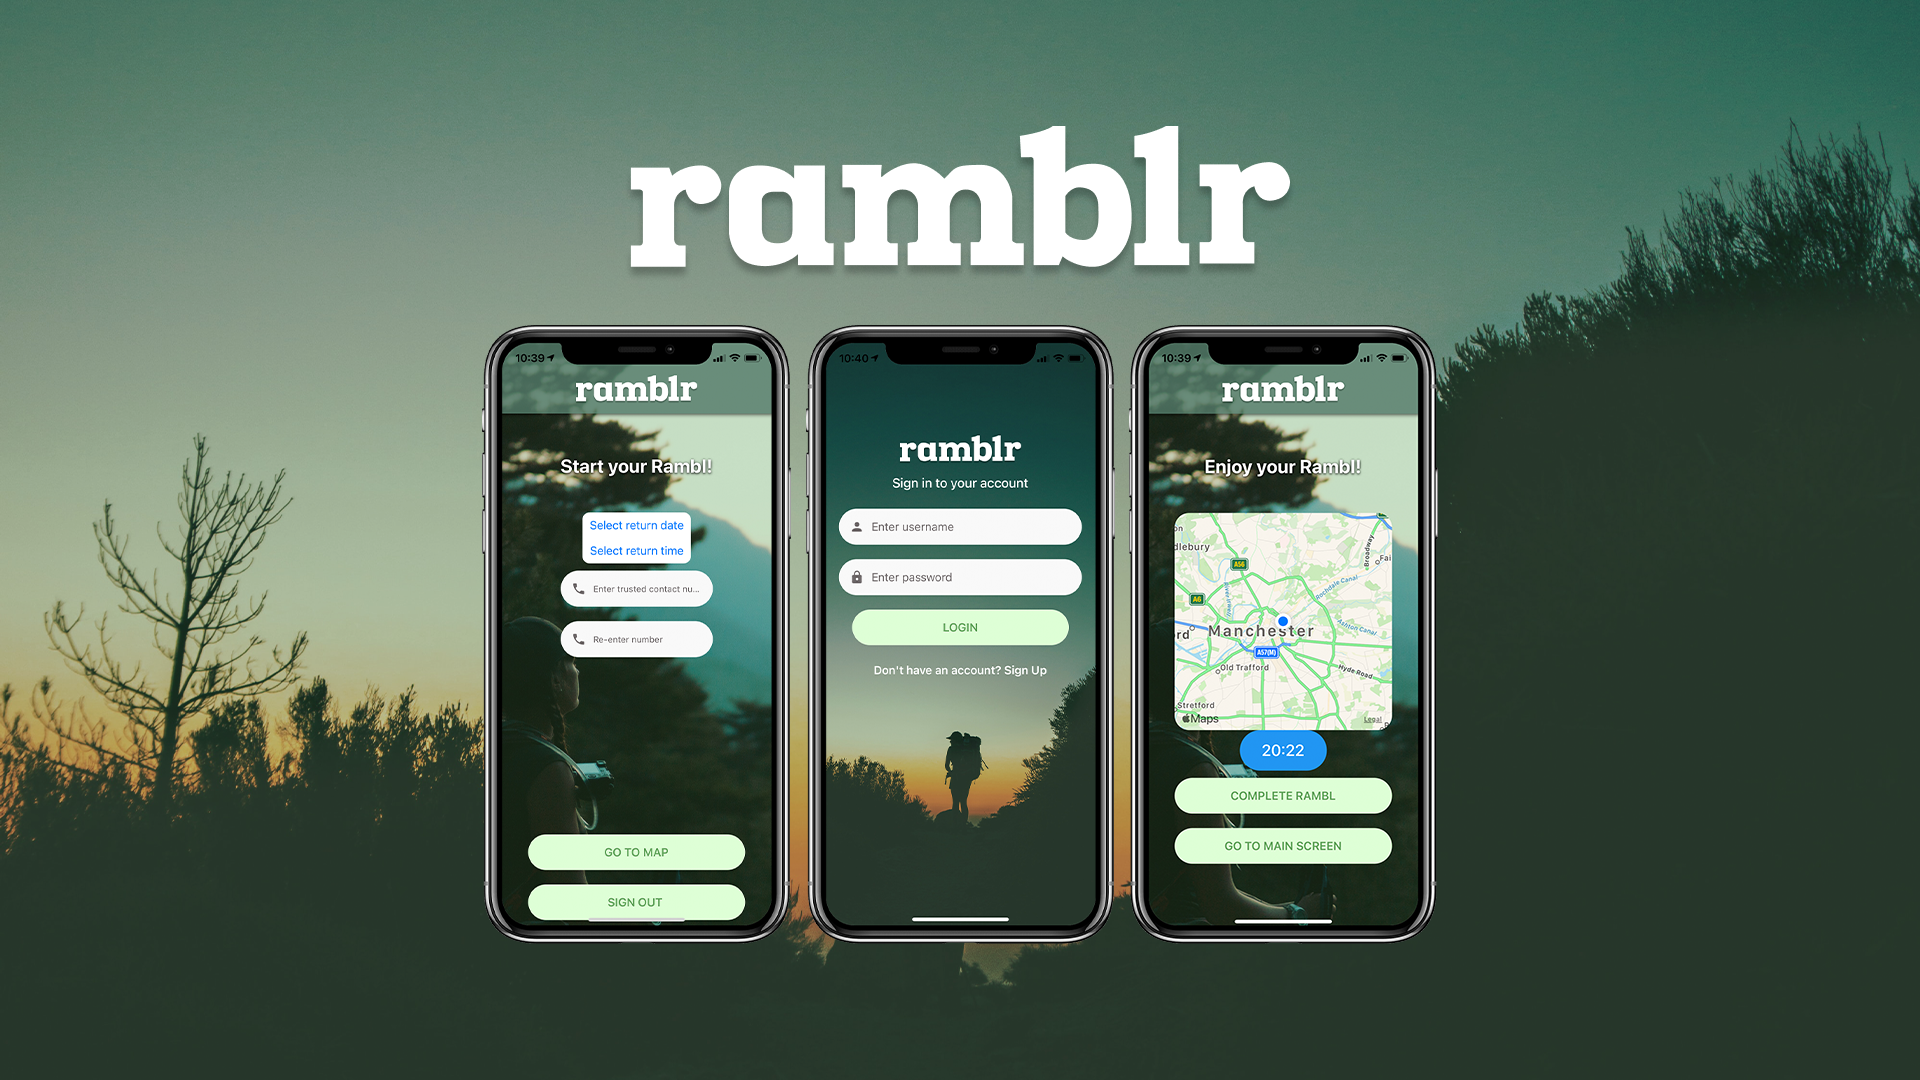 ramblr
10:39
ramblr
Start your Rambl!
Select return date
Select return time
Enter trusted contact nu...
Re-enter number
GO TO MAP
SIGN OUT
10:40
ramblr
Sign in to your account
Enter username
Enter password
LOGIN
Don't have an account? Sign Up
10:39
ramblr
Enjoy your Rambl!
on
dlebury
Broadway
Fai
A56
Rochdale Canal
A6
Ashton Canal
rd
Manchester
A57(M)
Old Trafford
Hyde Road
Stretford
Maps
Legal
20:22
COMPLETE RAMBL
GO TO MAIN SCREEN